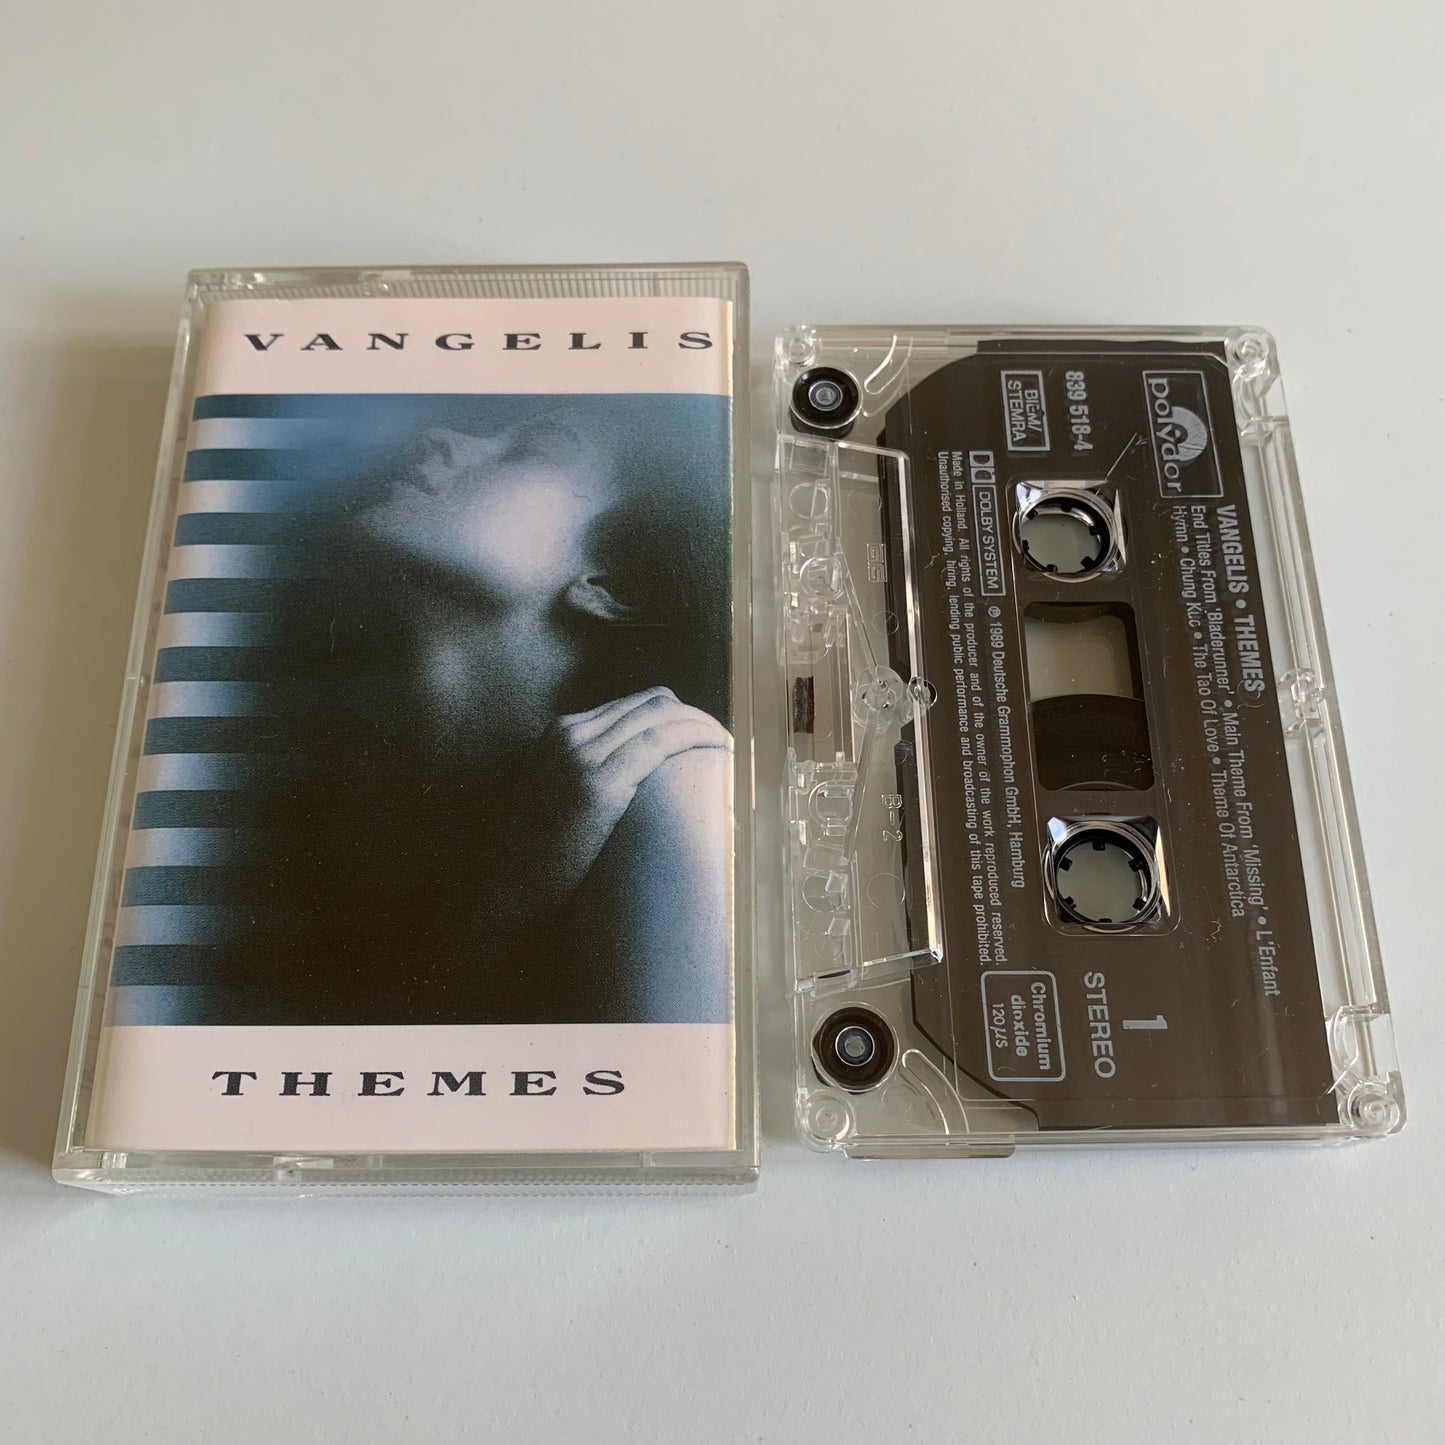 VANGELIS
THEMES
polydor
839 518-4
BIEM/
STEMRA
VANGELIS • THEMES
End Titles From 'Bladerunner' • Main Theme From 'Missing' • L'Enfant
Hymn • Chung Kuc • The Tao Of Love • Theme Of Antarctica
1
STEREO
DOLBY SYSTEM
℗ 1989 Deutsche Grammophon GmbH, Hamburg
Made in Holland. All rights of the producer and of the owner of the work reproduced reserved.
Unauthorised copying, hiring, lending public performance and broadcasting of this tape prohibited.
Chromium
dioxide
120µS
B-2